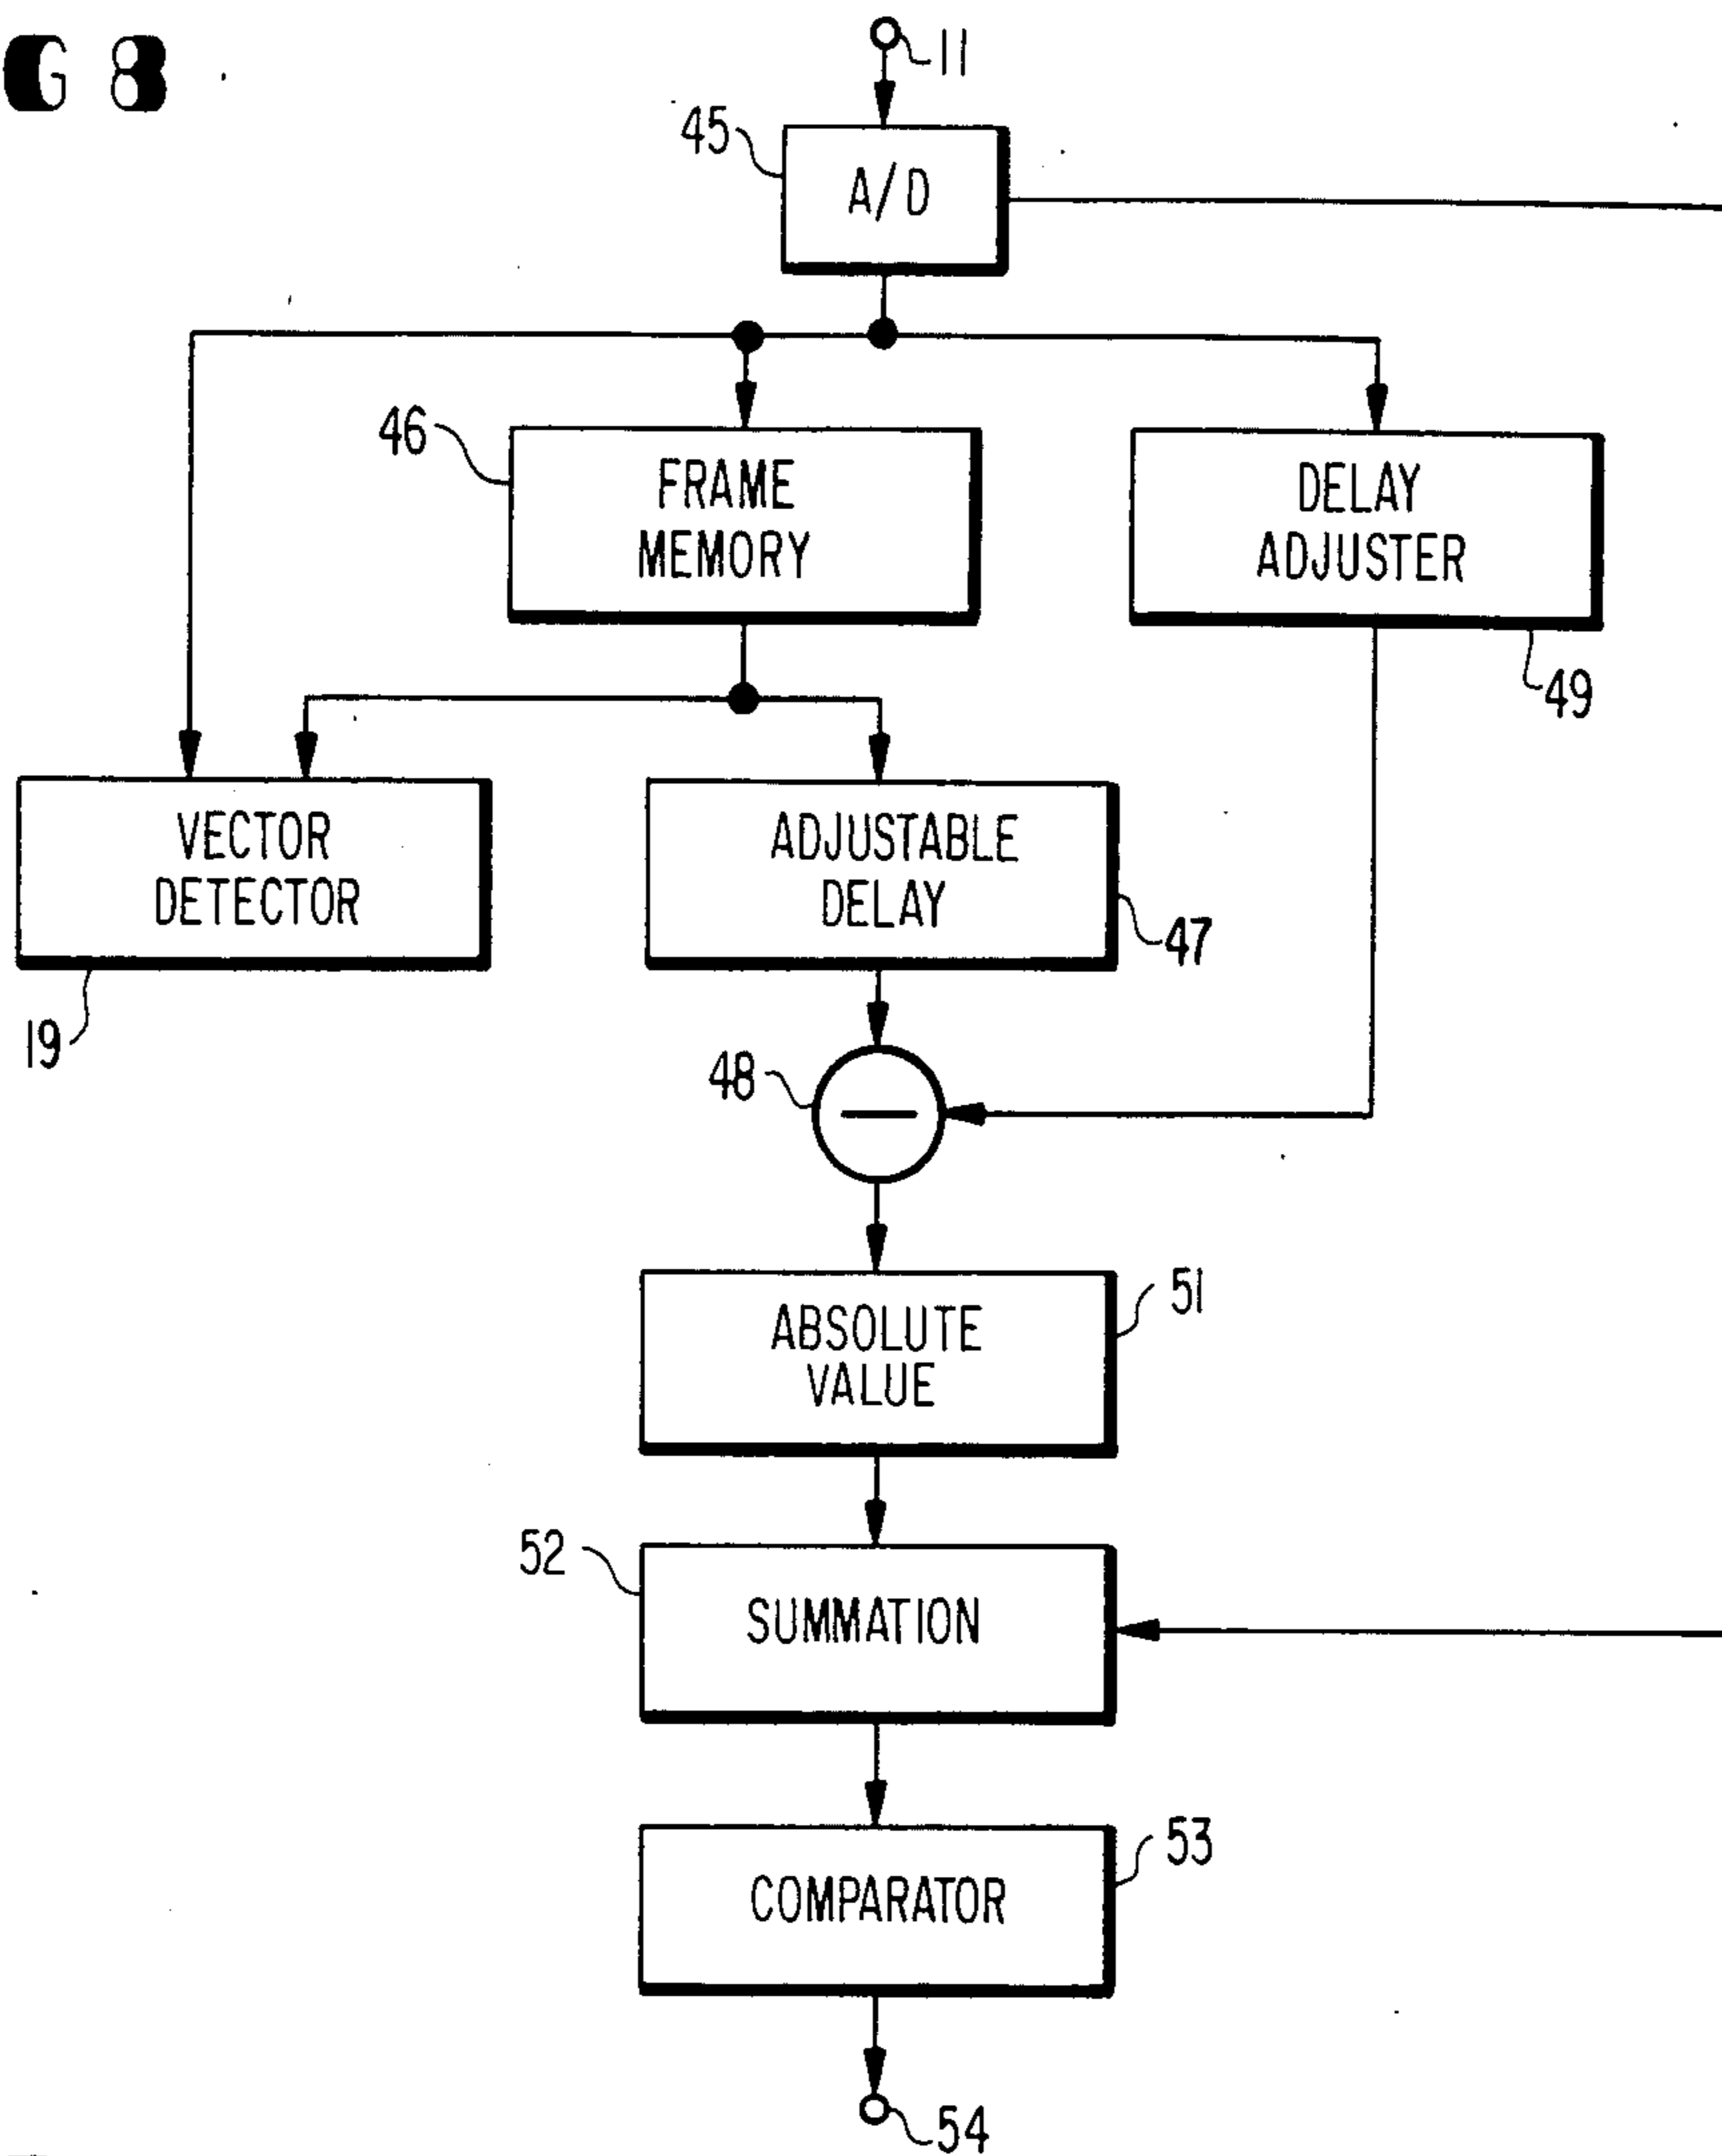 G 8
11
45
A/D
46
FRAME
MEMORY
DELAY
ADJUSTER
49
VECTOR
DETECTOR
19
ADJUSTABLE
DELAY
47
48
—
ABSOLUTE
VALUE
51
52
SUMMATION
COMPARATOR
53
54